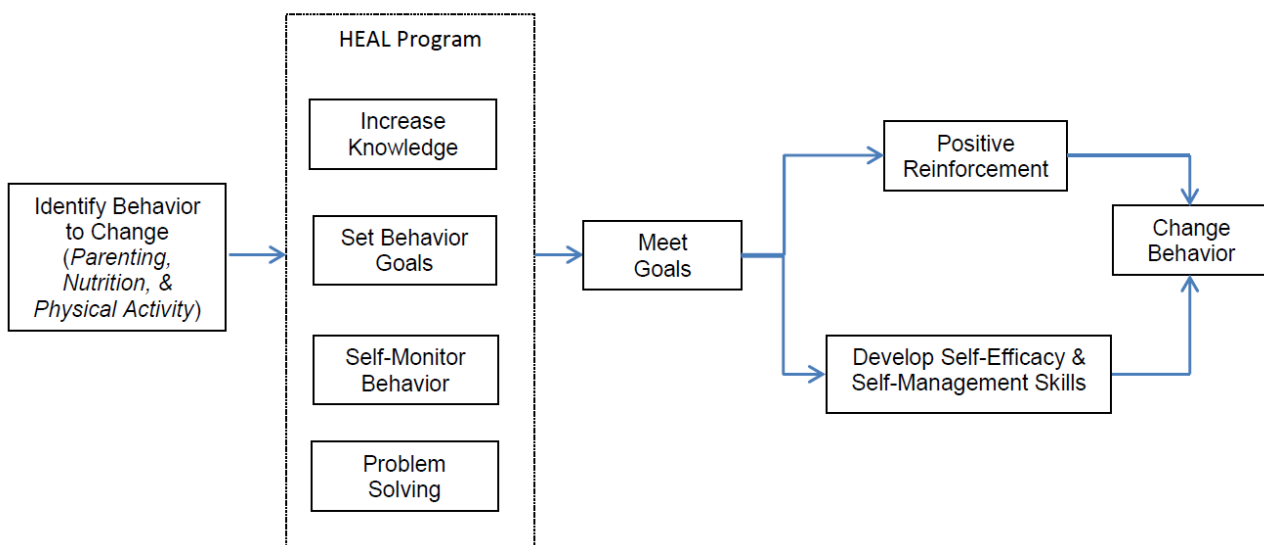 HEAL Program
Increase
Knowledge
Identify Behavior
to Change
(Parenting,
Nutrition, &
Physical Activity)
Set Behavior
Goals
Self-Monitor
Behavior
Problem
Solving
Meet
Goals
Positive
Reinforcement
Develop Self-Efficacy &
Self-Management Skills
Change
Behavior